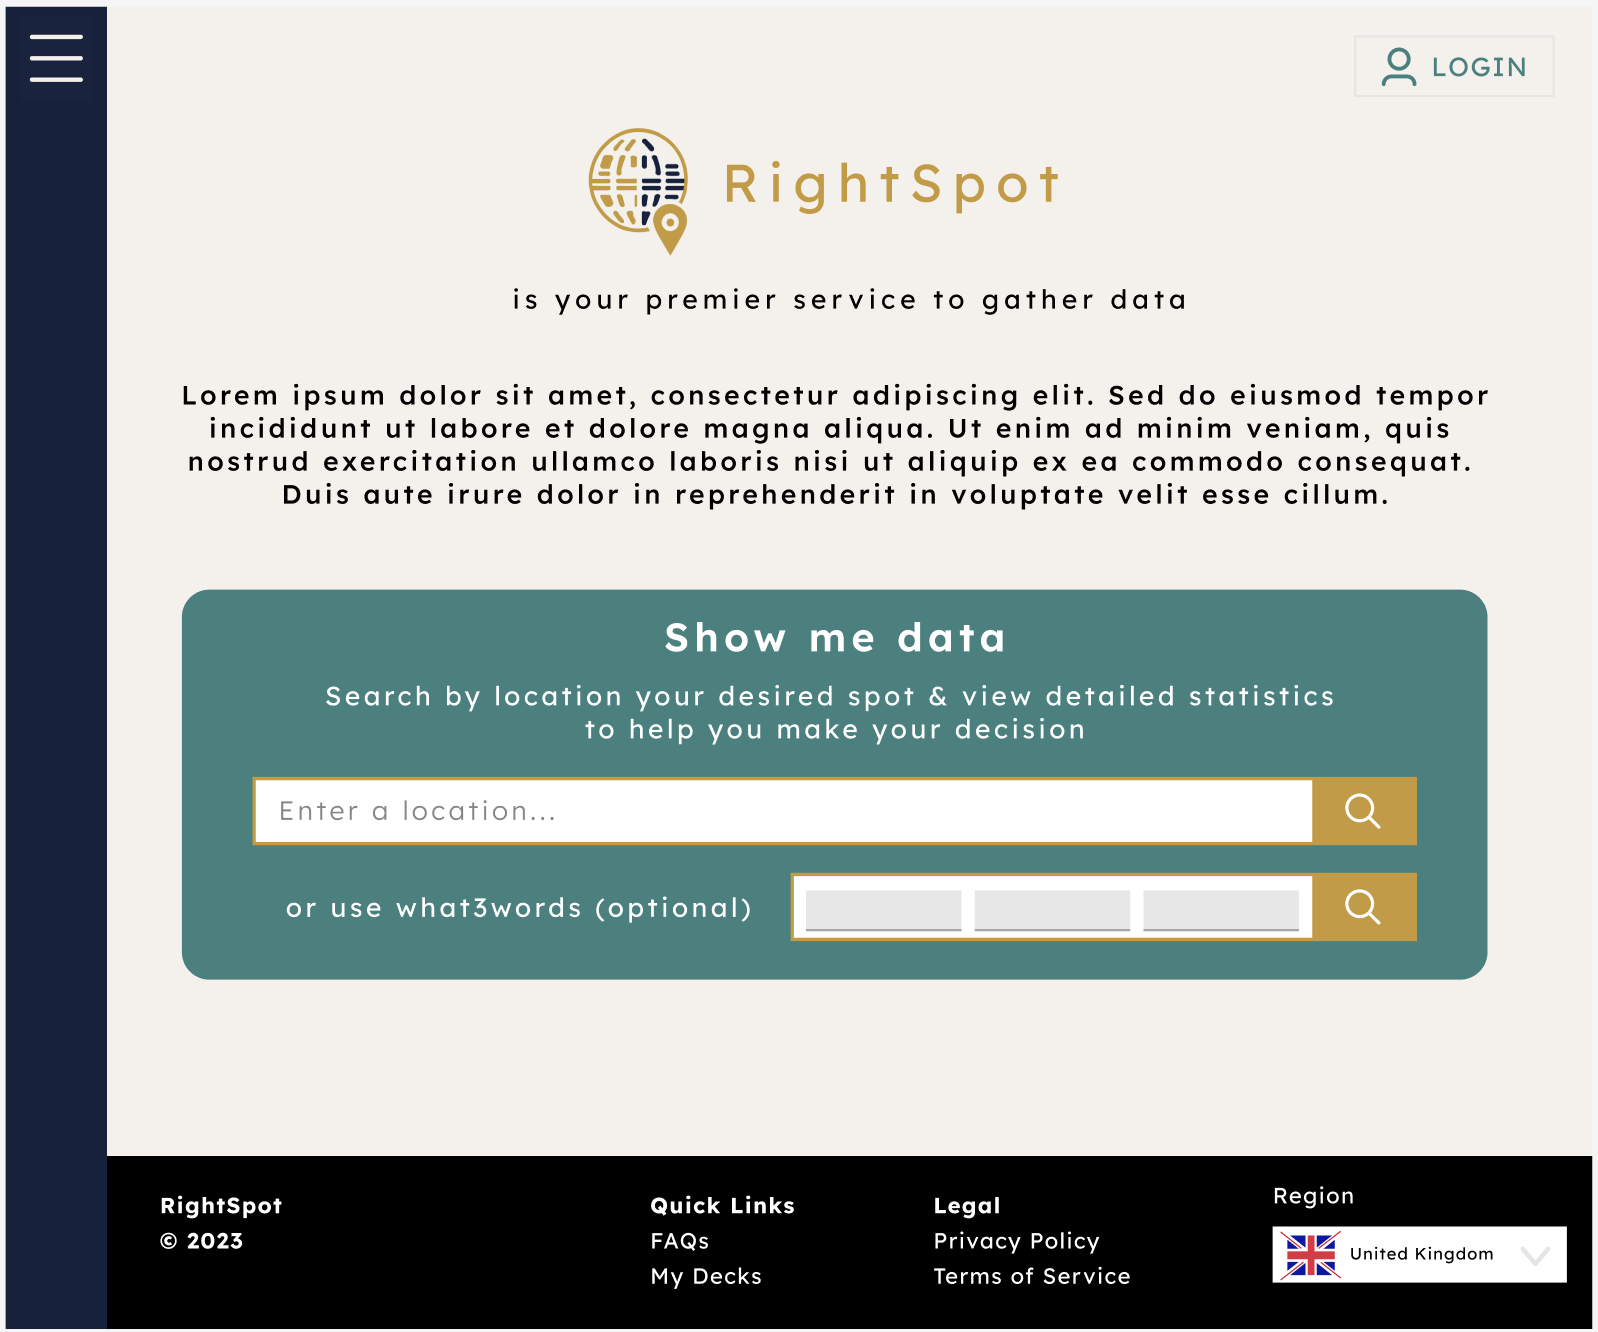 LOGIN
RightSpot
is your premier service to gather data
Lorem ipsum dolor sit amet, consectetur adipiscing elit. Sed do eiusmod tempor
incididunt ut labore et dolore magna aliqua. Ut enim ad minim veniam, quis
nostrud exercitation ullamco laboris nisi ut aliquip ex ea commodo consequat.
Duis aute irure dolor in reprehenderit in voluptate velit esse cillum.
Show me data
Search by location your desired spot & view detailed statistics
to help you make your decision
Enter a location...
or use what3words (optional)
RightSpot
© 2023
Quick Links
FAQs
My Decks
Legal
Privacy Policy
Terms of Service
Region
United Kingdom